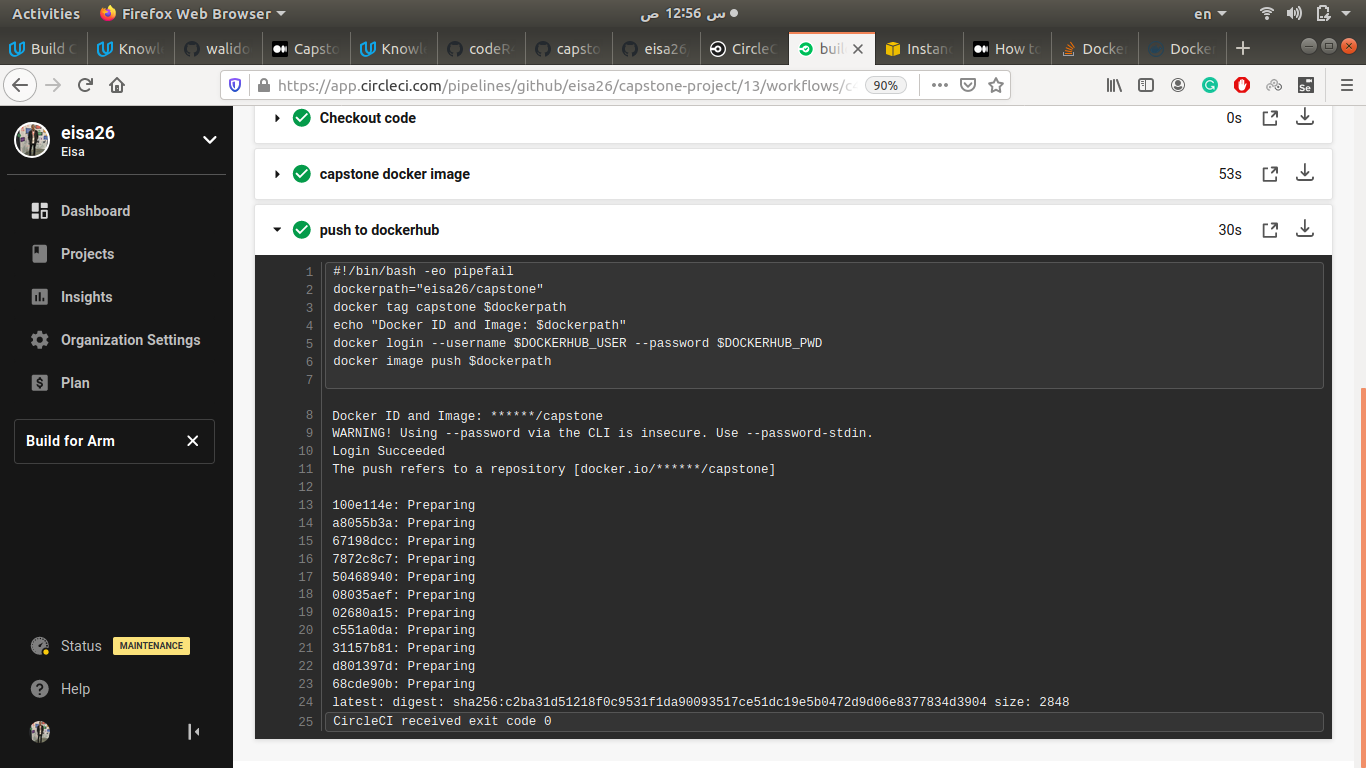 Activities Firefox Web Browser س 12:56 ص en
Build C Knowl walido Capsto Knowl codeR capsto eisa26 CircleC buil Instan How to Docker Docker
https://app.circleci.com/pipelines/github/eisa26/capstone-project/13/workflows/c 90%
eisa26
Eisa
Dashboard
Projects
Insights
Organization Settings
Plan
Build for Arm
Status MAINTENANCE
Help
Checkout code 0s
capstone docker image 53s
push to dockerhub 30s
1 #!/bin/bash -eo pipefail
2 dockerpath="eisa26/capstone"
3 docker tag capstone $dockerpath
4 echo "Docker ID and Image: $dockerpath"
5 docker login --username $DOCKERHUB_USER --password $DOCKERHUB_PWD
6 docker image push $dockerpath
7
8 Docker ID and Image: ******/capstone
9 WARNING! Using --password via the CLI is insecure. Use --password-stdin.
10 Login Succeeded
11 The push refers to a repository [docker.io/******/capstone]
12
13 100e114e: Preparing
14 a8055b3a: Preparing
15 67198dcc: Preparing
16 7872c8c7: Preparing
17 50468940: Preparing
18 08035aef: Preparing
19 02680a15: Preparing
20 c551a0da: Preparing
21 31157b81: Preparing
22 d801397d: Preparing
23 68cde90b: Preparing
24 latest: digest: sha256:c2ba31d51218f0c9531f1da90093517ce51dc19e5b0472d9d06e8377834d3904 size: 2848
25 CircleCI received exit code 0